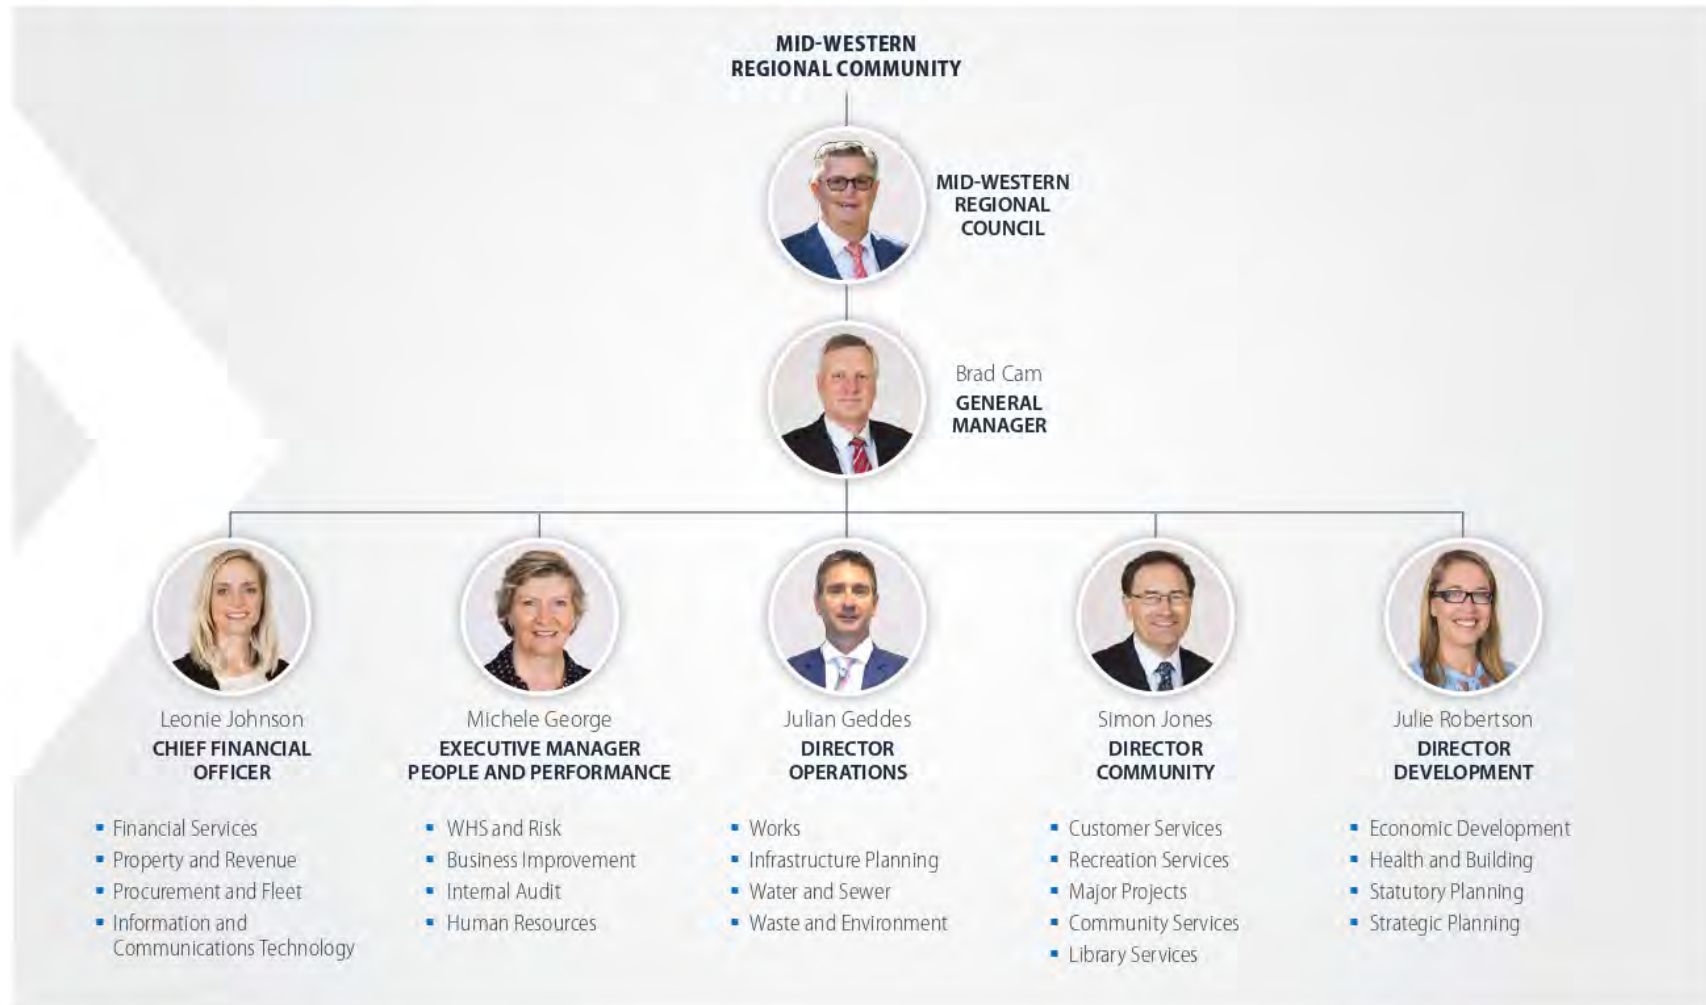 MID-WESTERN
REGIONAL COMMUNITY
MID-WESTERN
REGIONAL
COUNCIL
Brad Cam
GENERAL
MANAGER
Leonie Johnson
CHIEF FINANCIAL
OFFICER
▪ Financial Services
▪ Property and Revenue
▪ Procurement and Fleet
▪ Information and
Communications Technology
Michele George
EXECUTIVE MANAGER
PEOPLE AND PERFORMANCE
▪ WHS and Risk
▪ Business Improvement
▪ Internal Audit
▪ Human Resources
Julian Geddes
DIRECTOR
OPERATIONS
▪ Works
▪ Infrastructure Planning
▪ Water and Sewer
▪ Waste and Environment
Simon Jones
DIRECTOR
COMMUNITY
▪ Customer Services
▪ Recreation Services
▪ Major Projects
▪ Community Services
▪ Library Services
Julie Robertson
DIRECTOR
DEVELOPMENT
▪ Economic Development
▪ Health and Building
▪ Statutory Planning
▪ Strategic Planning